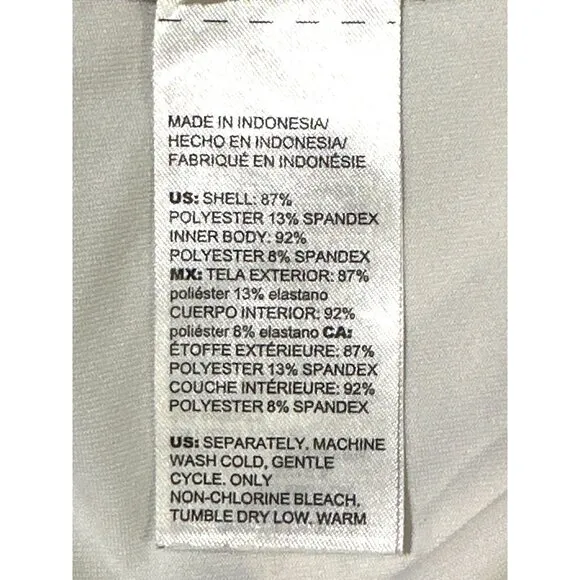 MADE IN INDONESIA/
HECHO EN INDONESIA/
FABRIQUÉ EN INDONÉSIE
US: SHELL: 87%
POLYESTER 13% SPANDEX
INNER BODY: 92%
POLYESTER 8% SPANDEX
MX: TELA EXTERIOR: 87%
poliéster 13% elastano
CUERPO INTERIOR: 92%
poliéster 8% elastano CA:
ÉTOFFE EXTÉRIEURE: 87%
POLYESTER 13% SPANDEX
COUCHE INTÉRIEURE: 92%
POLYESTER 8% SPANDEX
US: SEPARATELY. MACHINE
WASH COLD, GENTLE
CYCLE. ONLY
NON-CHLORINE BLEACH.
TUMBLE DRY LOW. WARM